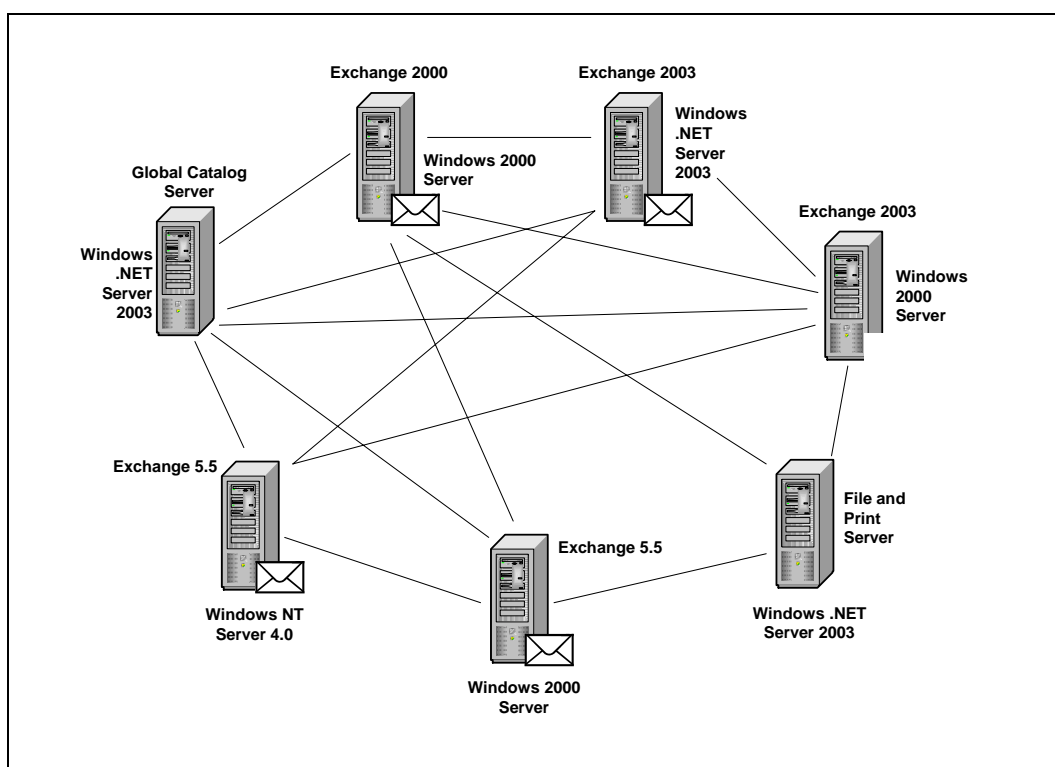 Exchange 2000
Exchange 2003
Windows
.NET
Server
2003
Windows 2000
Server
Global Catalog
Server
Windows
.NET
Server
2003
Exchange 2003
Windows
2000
Server
Exchange 5.5
Windows NT
Server 4.0
Exchange 5.5
Windows 2000
Server
File and
Print
Server
Windows .NET
Server 2003